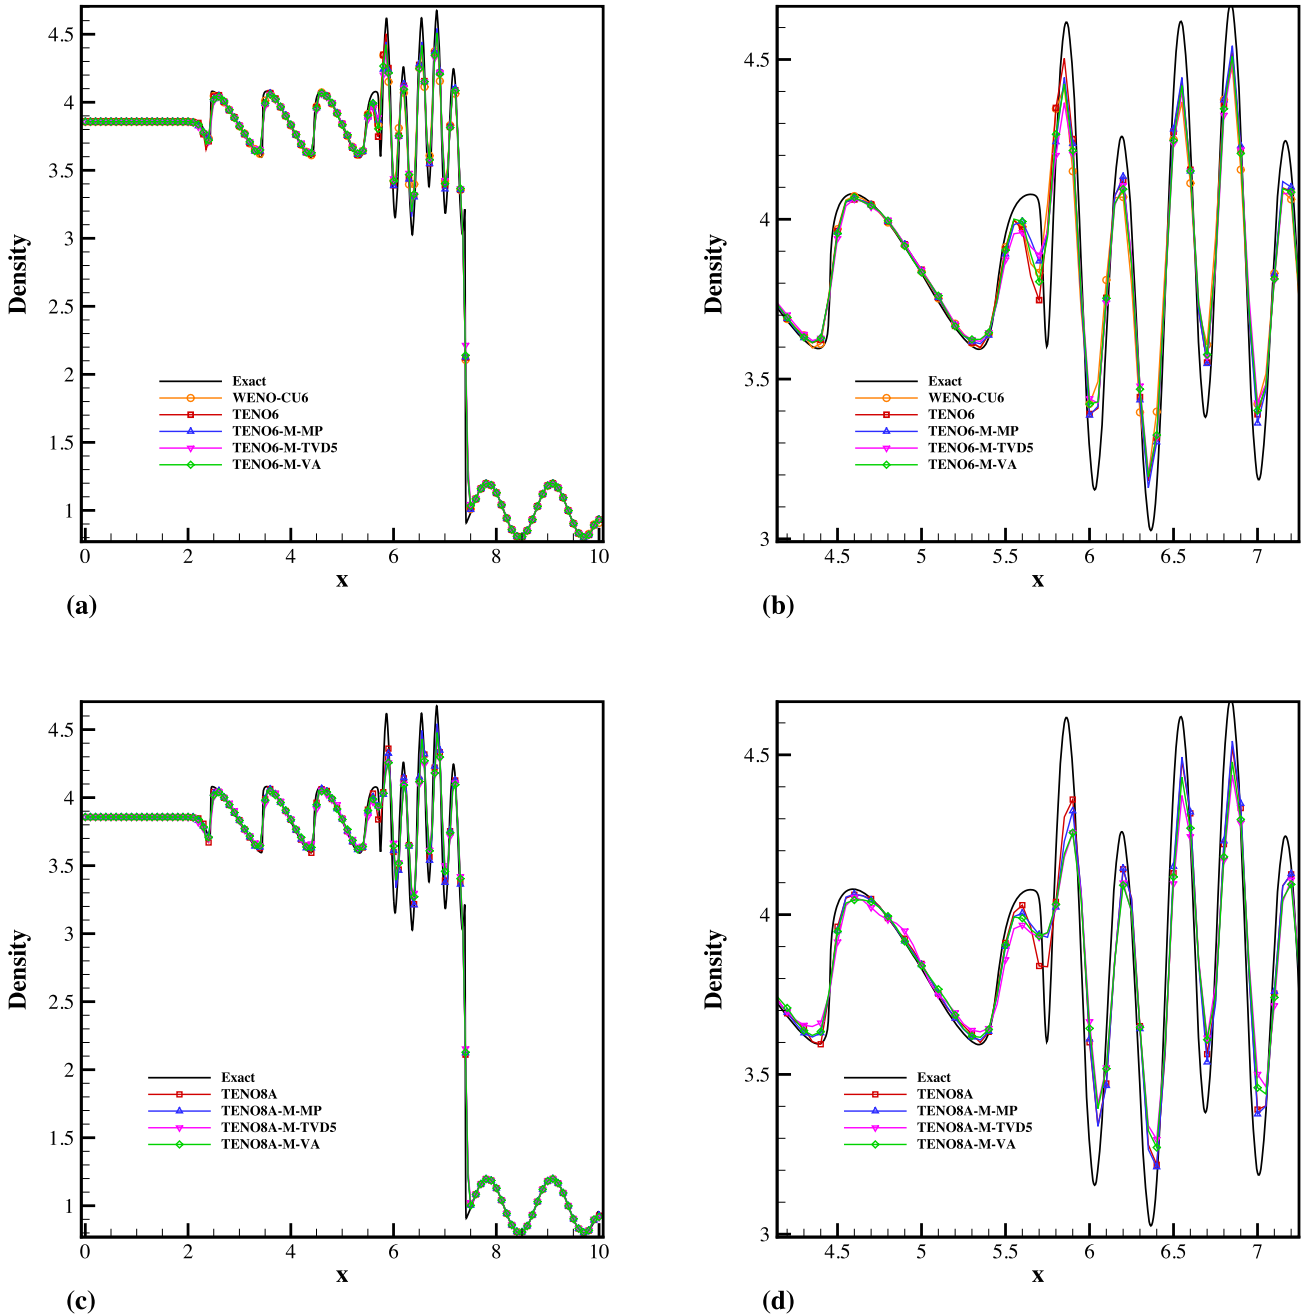 4.5
4
3.5
3
2.5
2
1.5
1
Density
Exact
WENO-CU6
TENO6
TENO6-M-MP
TENO6-M-TVD5
TENO6-M-VA
0 2 4 6 8 10
x
(a)
4.5
4
3.5
3
Density
Exact
WENO-CU6
TENO6
TENO6-M-MP
TENO6-M-TVD5
TENO6-M-VA
4.5 5 5.5 6 6.5 7
x
(b)
4.5
4
3.5
3
2.5
2
1.5
1
Density
Exact
TENO8A
TENO8A-M-MP
TENO8A-M-TVD5
TENO8A-M-VA
0 2 4 6 8 10
x
(c)
4.5
4
3.5
3
Density
Exact
TENO8A
TENO8A-M-MP
TENO8A-M-TVD5
TENO8A-M-VA
4.5 5 5.5 6 6.5 7
x
(d)